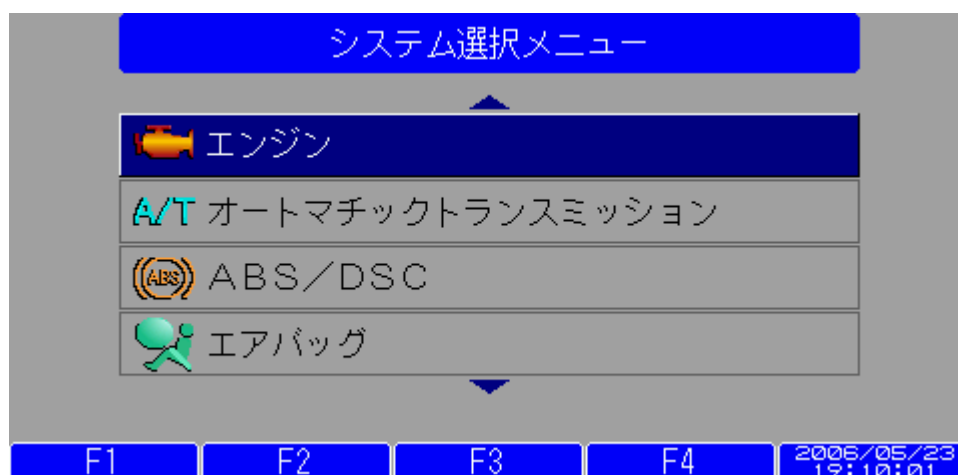 システム選択メニュー
エンジン
A/T オートマチックトランスミッション
(ABS) ＡＢＳ／ＤＳＣ
エアバッグ
F1 F2 F3 F4 2006/05/23
19:10:01